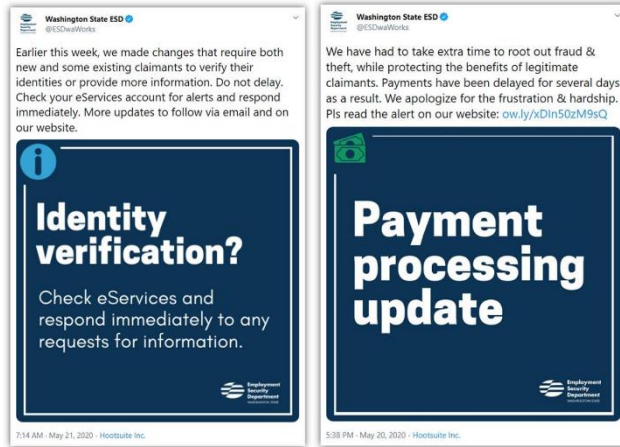 Washington State ESD
@ESDwaWorks
Earlier this week, we made changes that require both
new and some existing claimants to verify their
identities or provide more information. Do not delay.
Check your eServices account for alerts and respond
immediately. More updates to follow via email and on
our website.
Identity
verification?
Check eServices and
respond immediately to any
requests for information.
Employment
Security
Department
WASHINGTON STATE
7:14 AM · May 21, 2020 · Hootsuite Inc.
Washington State ESD
@ESDwaWorks
We have had to take extra time to root out fraud &
theft, while protecting the benefits of legitimate
claimants. Payments have been delayed for several days
as a result. We apologize for the frustration & hardship.
Pls read the alert on our website: ow.ly/xDIn50zM9sQ
Payment
processing
update
Employment
Security
Department
WASHINGTON STATE
5:38 PM · May 20, 2020 · Hootsuite Inc.